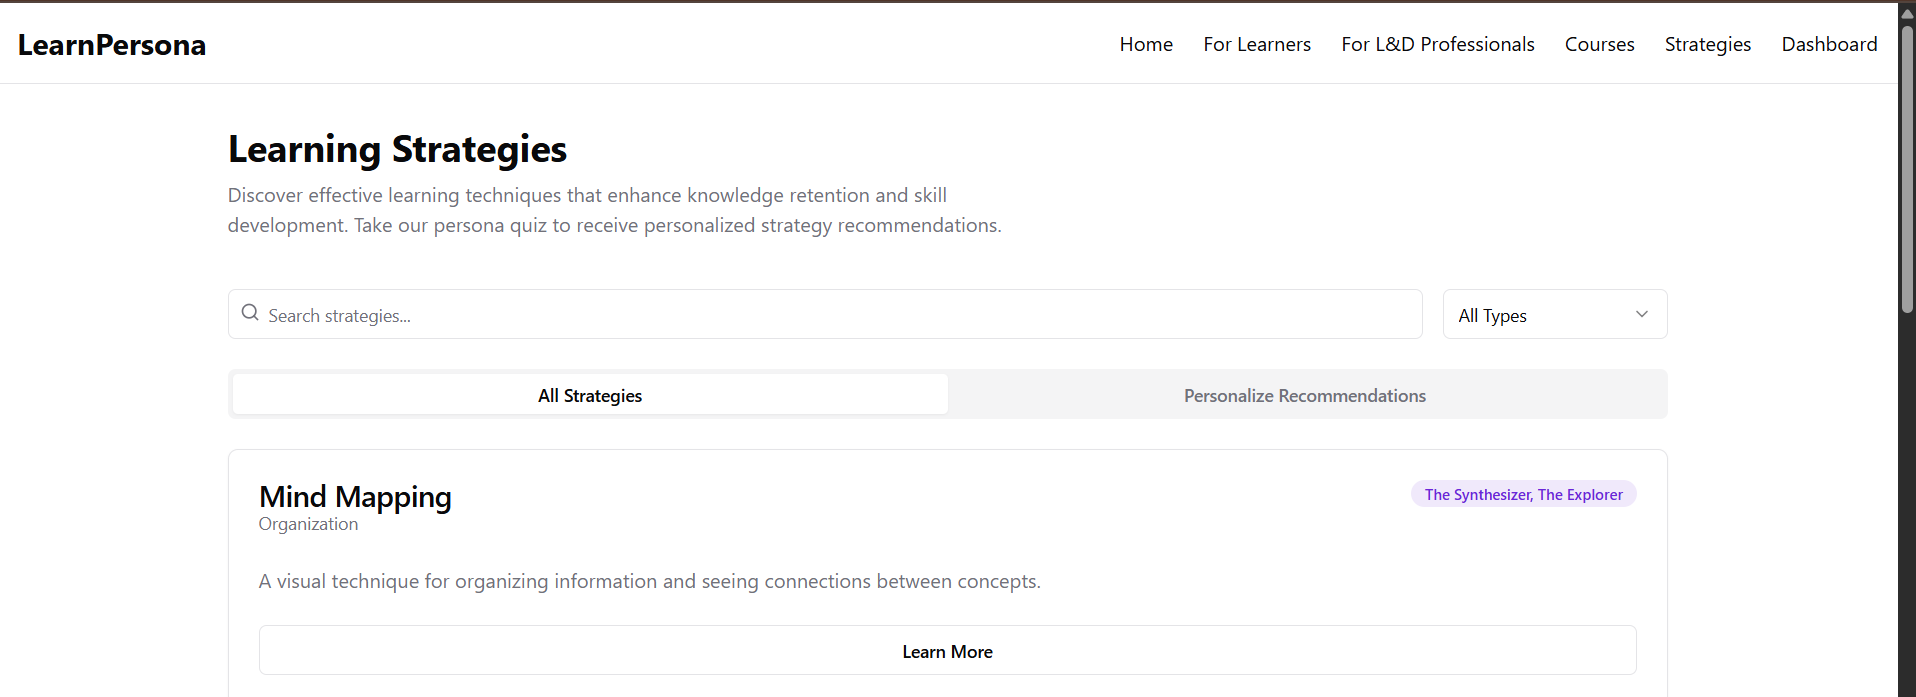 LearnPersona
Home
For Learners
For L&D Professionals
Courses
Strategies
Dashboard
Learning Strategies
Discover effective learning techniques that enhance knowledge retention and skill
development. Take our persona quiz to receive personalized strategy recommendations.
Search strategies...
All Types
All Strategies
Personalize Recommendations
Mind Mapping
The Synthesizer, The Explorer
Organization
A visual technique for organizing information and seeing connections between concepts.
Learn More